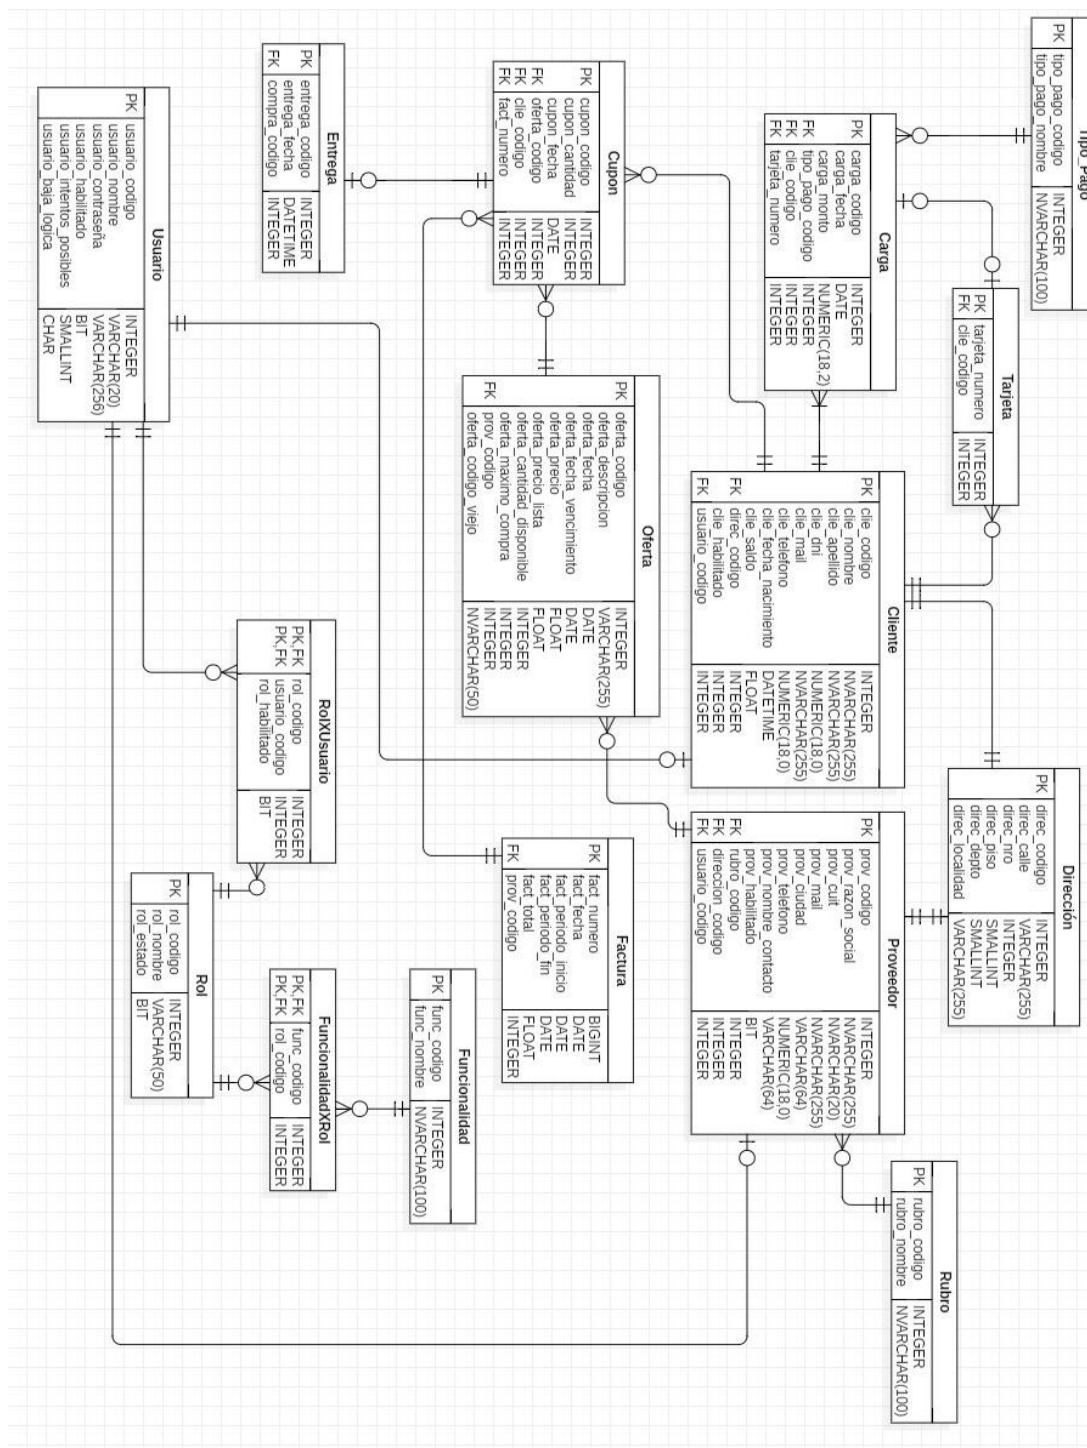 Tipo_Pago
PK tipo_pago_codigo INTEGER
tipo_pago_nombre NVARCHAR(100)
Tarjeta
PK tarjeta_numero INTEGER
FK clie_codigo INTEGER
Dirección
PK direc_codigo INTEGER
direc_calle VARCHAR(255)
direc_nro INTEGER
direc_piso SMALLINT
direc_depto SMALLINT
direc_localidad VARCHAR(255)
Rubro
PK rubro_codigo INTEGER
rubro_nombre NVARCHAR(100)
Carga
PK carga_codigo INTEGER
carga_fecha DATE
carga_monto NUMERIC(18,2)
FK tipo_pago_codigo INTEGER
FK clie_codigo INTEGER
FK tarjeta_numero INTEGER
Cliente
PK clie_codigo INTEGER
clie_nombre NVARCHAR(255)
clie_apellido NVARCHAR(255)
clie_dni NUMERIC(18,0)
clie_mail NVARCHAR(255)
clie_telefono NUMERIC(18,0)
clie_fecha_nacimiento DATETIME
clie_saldo FLOAT
FK direc_codigo INTEGER
clie_habilitado INTEGER
FK usuario_codigo INTEGER
Proveedor
PK prov_codigo INTEGER
prov_razon_social NVARCHAR(255)
prov_cuit NVARCHAR(20)
prov_mail NVARCHAR(255)
prov_ciudad VARCHAR(64)
prov_telefono NUMERIC(18,0)
prov_nombre_contacto VARCHAR(64)
prov_habilitado INTEGER
FK rubro_codigo INTEGER
FK direccion_codigo INTEGER
FK usuario_codigo BIT
Cupon
PK cupon_codigo INTEGER
cupon_cantidad INTEGER
cupon_fecha DATE
FK oferta_codigo INTEGER
FK clie_codigo INTEGER
FK fact_numero INTEGER
Oferta
PK oferta_codigo INTEGER
oferta_descripcion VARCHAR(255)
oferta_fecha DATE
oferta_fecha_vencimiento DATE
oferta_precio FLOAT
oferta_precio_lista FLOAT
oferta_cantidad_disponible INTEGER
oferta_maximo_compra INTEGER
FK prov_codigo INTEGER
oferta_codigo_viejo NVARCHAR(50)
Factura
PK fact_numero BIGINT
fact_fecha DATE
fact_periodo_inicio DATE
fact_periodo_fin DATE
fact_total FLOAT
FK prov_codigo INTEGER
Entrega
PK entrega_codigo INTEGER
entrega_fecha DATETIME
FK compra_codigo INTEGER
RolXUsuario
PK,FK rol_codigo INTEGER
PK,FK usuario_codigo INTEGER
rol_habilitado BIT
Funcionalidad
PK func_codigo INTEGER
func_nombre NVARCHAR(100)
FuncionalidadXRol
PK,FK func_codigo INTEGER
PK,FK rol_codigo INTEGER
Usuario
PK usuario_codigo INTEGER
usuario_nombre VARCHAR(20)
usuario_contraseña VARCHAR(256)
usuario_habilitado BIT
usuario_intentos_posibles SMALLINT
usuario_baja_logica CHAR
Rol
PK rol_codigo INTEGER
rol_nombre VARCHAR(50)
rol_estado BIT